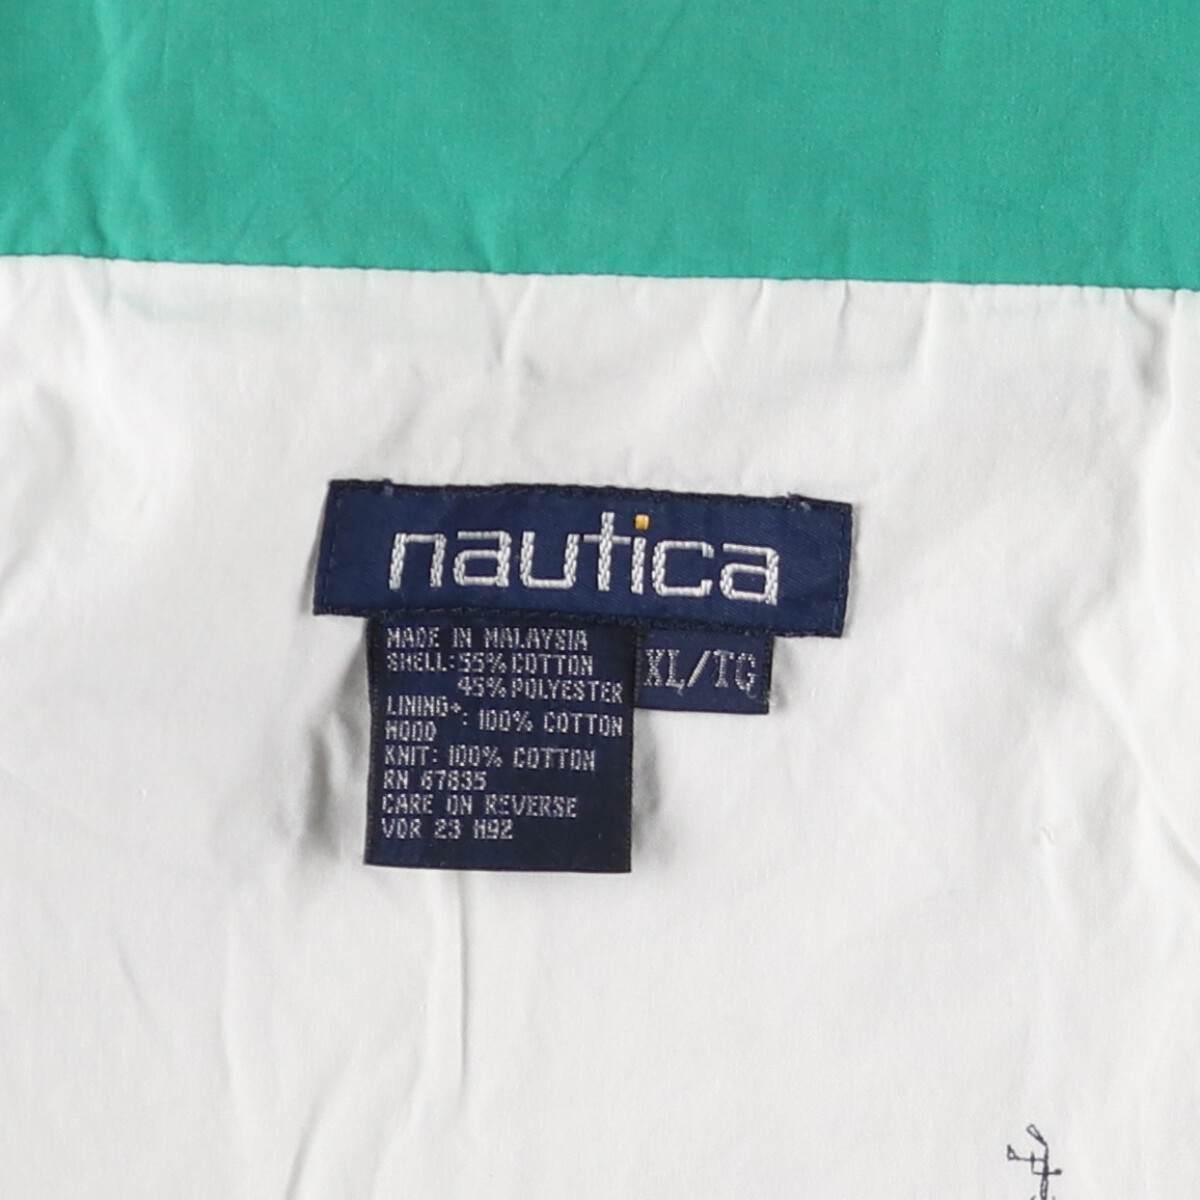 nautica
XL/TG
MADE IN MALAYSIA
SHELL: 55% COTTON
45% POLYESTER
LINING+
HOOD : 100% COTTON
KNIT: 100% COTTON
RN 67835
CARE ON REVERSE
VOR 23 H92